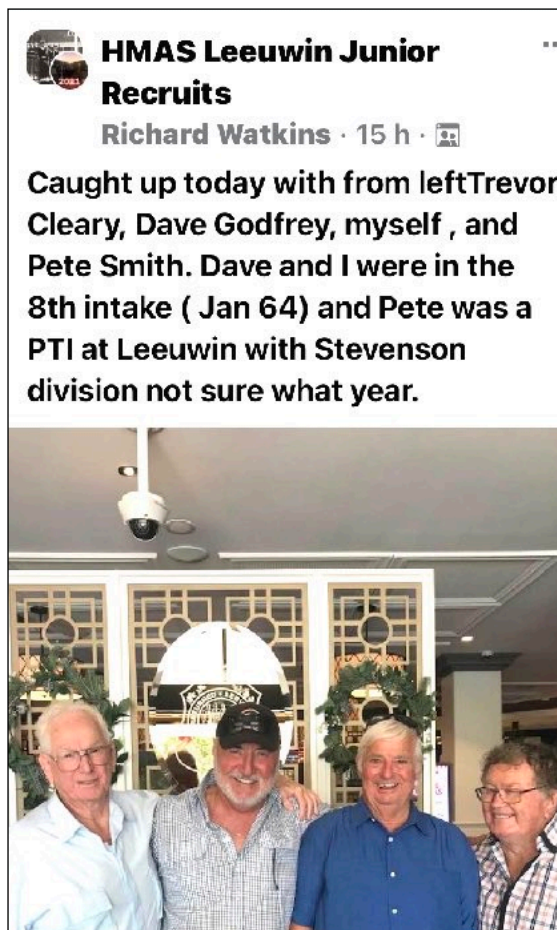 HMAS Leeuwin Junior
Recruits
Richard Watkins · 15 h ·
Caught up today with from leftTrevor
Cleary, Dave Godfrey, myself , and
Pete Smith. Dave and I were in the
8th intake ( Jan 64) and Pete was a
PTI at Leeuwin with Stevenson
division not sure what year.